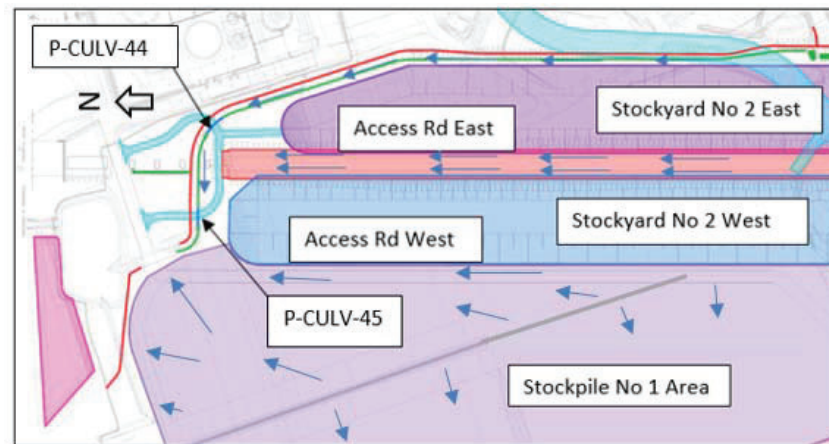 P-CULV-44
N
Stockyard No 2 East
Access Rd East
Stockyard No 2 West
Access Rd West
P-CULV-45
Stockpile No 1 Area